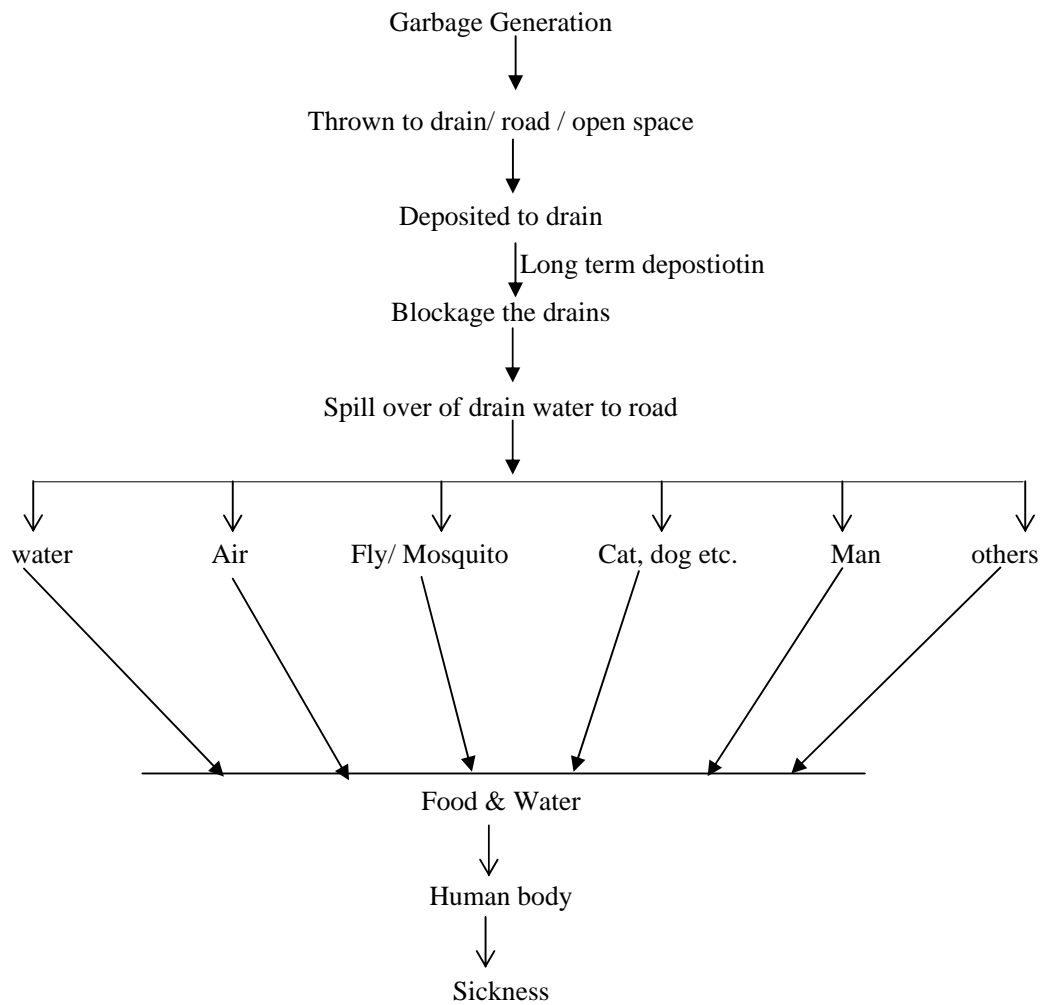 Garbage Generation
Thrown to drain/ road / open space
Deposited to drain
Long term depostiotin
Blockage the drains
Spill over of drain water to road
water Air Fly/ Mosquito Cat, dog etc. Man others
Food & Water
Human body
Sickness